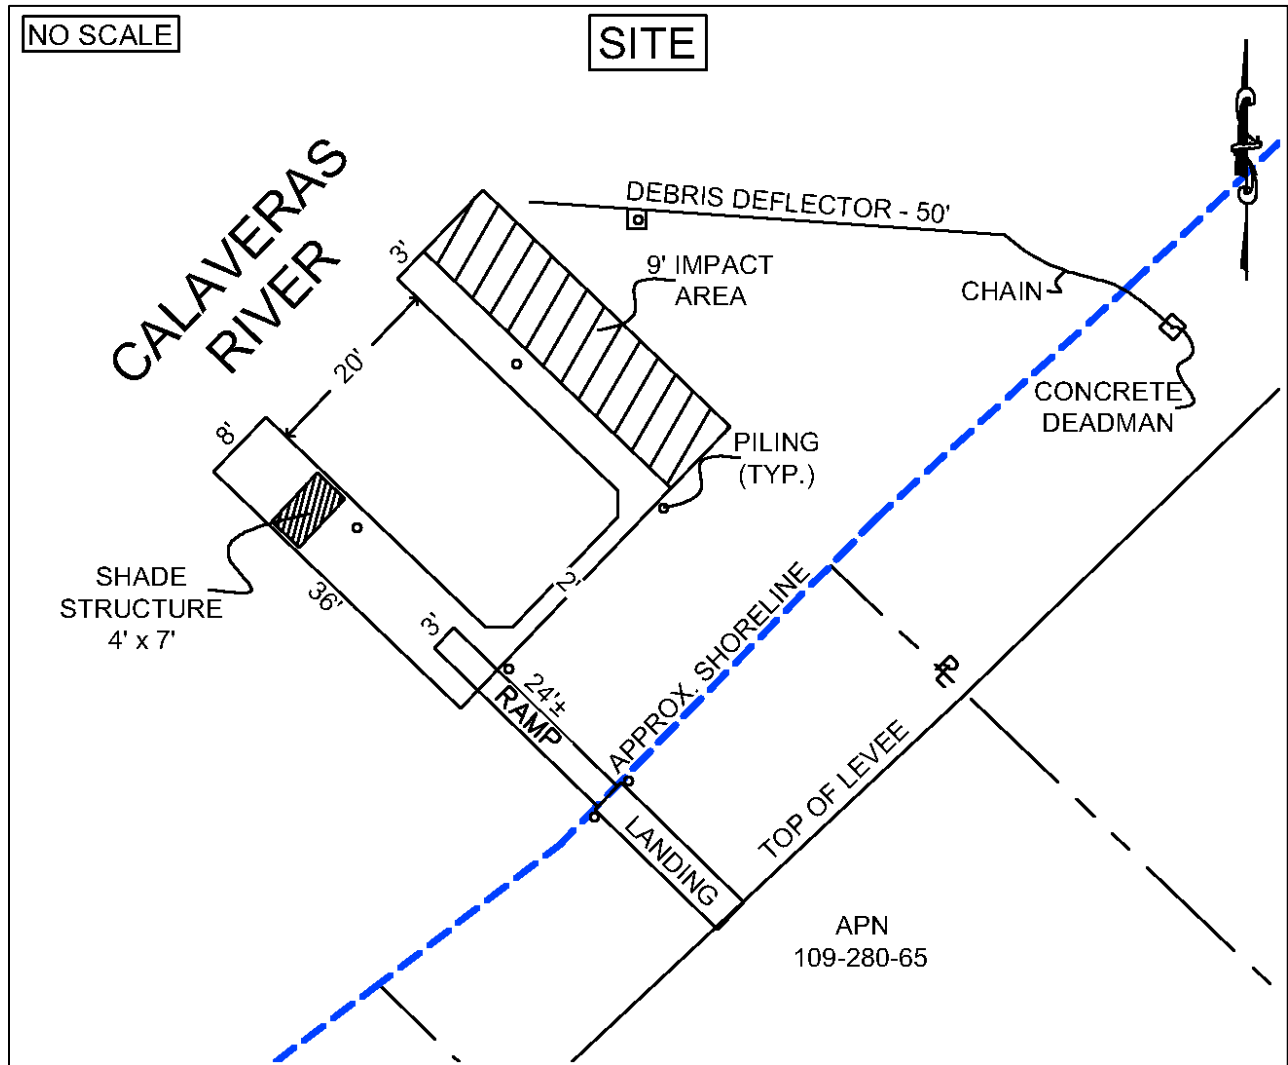 NO SCALE
SITE
CALAVERAS
RIVER
DEBRIS DEFLECTOR - 50'
3'
9' IMPACT
AREA
CHAIN
20'
CONCRETE
DEADMAN
8'
PILING
(TYP.)
SHADE
STRUCTURE
4' x 7'
36'
2'
3'
24'±
RAMP
APPROX. SHORELINE
PL
TOP OF LEVEE
LANDING
APN
109-280-65